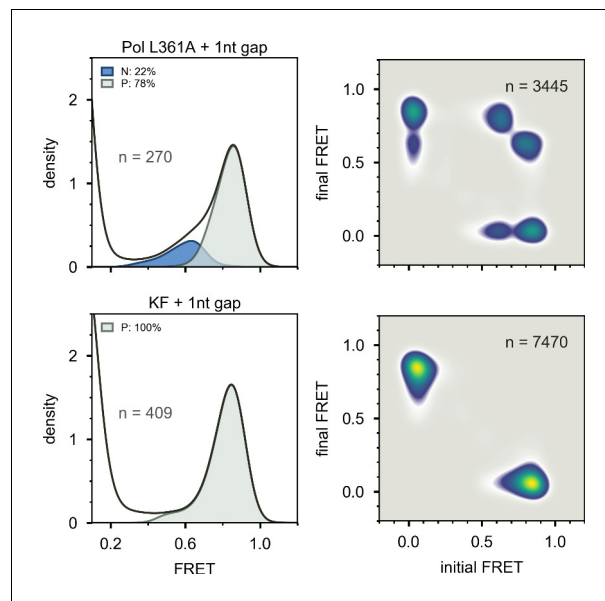 Pol L361A + 1nt gap
N: 22%
P: 78%
n = 270
density
2
1
0
n = 3445
final FRET
1.0
0.5
0.0
KF + 1nt gap
P: 100%
n = 409
density
2
1
0
0.2 0.6 1.0
FRET
n = 7470
final FRET
1.0
0.5
0.0
0.0 0.5 1.0
initial FRET